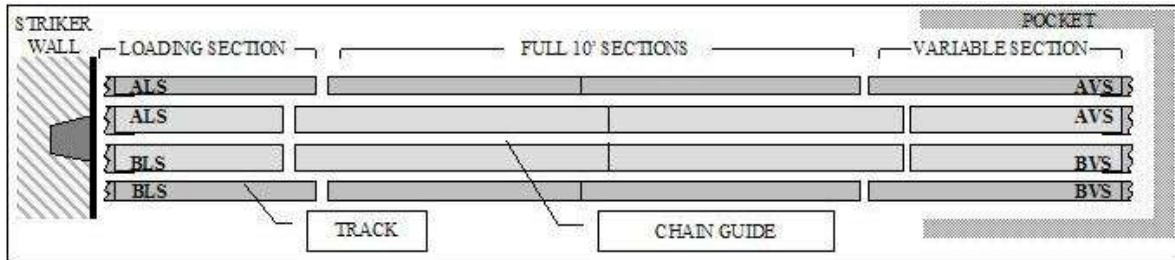 STRIKER
WALL
LOADING SECTION
FULL 10' SECTIONS
VARIABLE SECTION
POCKET
ALS
AVS
ALS
AVS
BLS
BVS
BLS
BVS
TRACK
CHAIN GUIDE